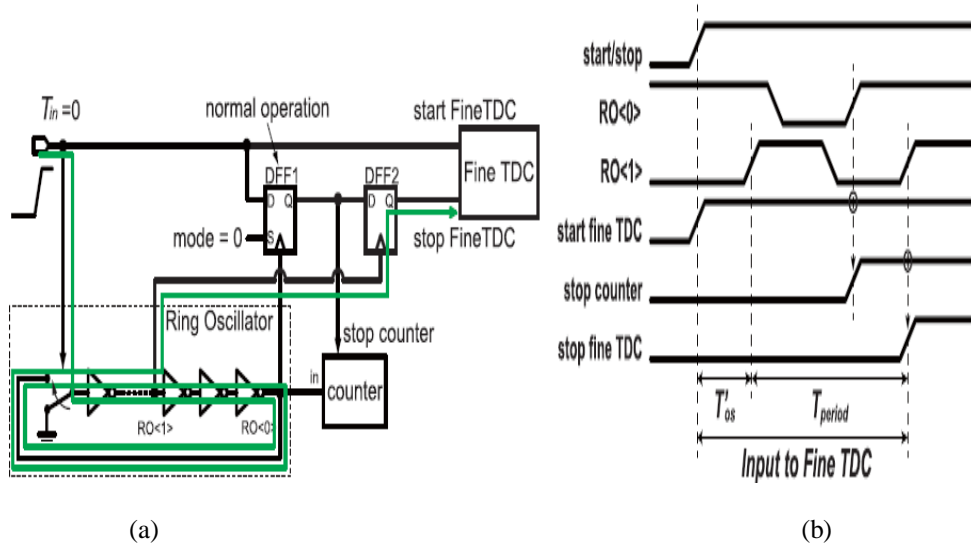 T_in =0
normal operation
start FineTDC
DFF1
DFF2
D Q
D Q
Fine TDC
mode = 0
S
stop FineTDC
Ring Oscillator
stop counter
in
counter
RO<1>
RO<0>
(a)
start/stop
RO<0>
RO<1>
start fine TDC
stop counter
stop fine TDC
T'os
Tperiod
Input to Fine TDC
(b)